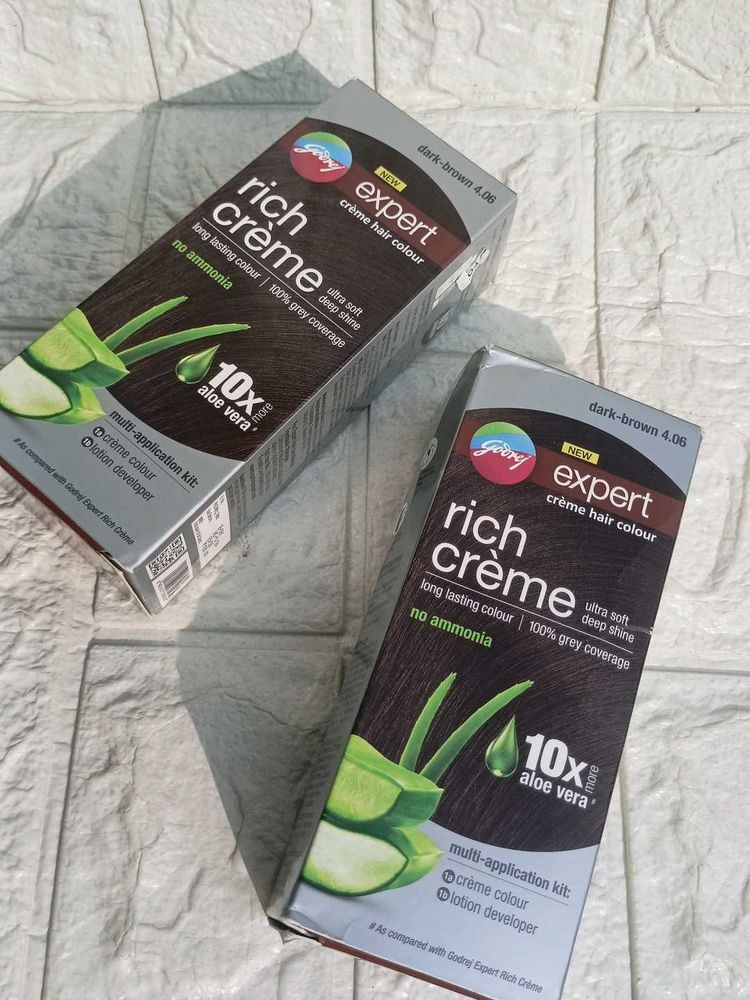 dark-brown 4.06
Godrej
NEW
expert
crème hair colour
rich
crème
ultra soft
deep shine
long lasting colour | 100% grey coverage
no ammonia
10x more
aloe vera #
multi-application kit:
1a crème colour
1b lotion developer
# As compared with Godrej Expert Rich Crème
dark-brown 4.06
Godrej
NEW
expert
crème hair colour
rich
crème
ultra soft
deep shine
long lasting colour | 100% grey coverage
no ammonia
10x more
aloe vera #
multi-application kit:
1a crème colour
1b lotion developer
# As compared with Godrej Expert Rich Crème